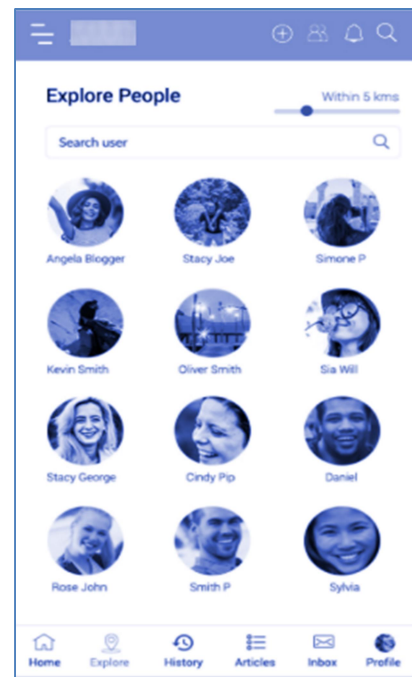 Explore People
Within 5 kms
Search user
Angela Blogger Stacy Joe Simone P
Kevin Smith Oliver Smith Sia Will
Stacy George Cindy Pip Daniel
Rose John Smith P Sylvia
Home Explore History Articles Inbox Profile